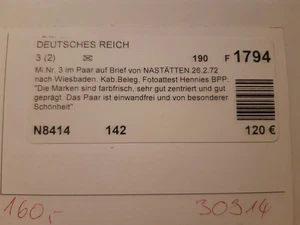 DEUTSCHES REICH
3 (2) ✉ 190 F 1794
Mi.Nr. 3 im Paar auf Brief von NASTÄTTEN 26.2.72
nach Wiesbaden. Kab.Beleg, Fotoattest Hennies BPP:
"Die Marken sind farbfrisch, sehr gut zentriert und gut
geprägt. Das Paar ist einwandfrei und von besonderer
Schönheit".
N8414 142 120 €
160,- 30914